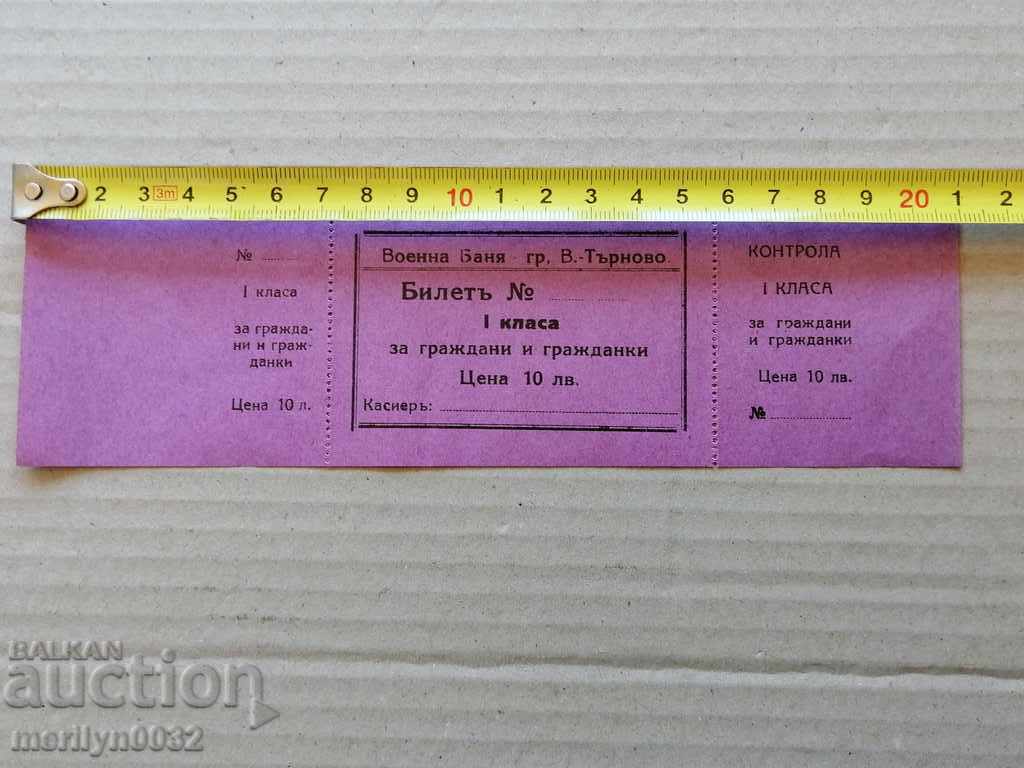 2 3 3m 4 5 6 7 8 9 10 1 2 3 4 5 6 7 8 9 20 1 2
№ ........
I класа
за гражда-
ни и граж-
данки
Цена 10 л.
Военна Баня - гр, В.-Търново.
Билетъ № ........
I класа
за граждани и гражданки
Цена 10 лв.
Касиеръ: ........
КОНТРОЛА
I КЛАСА
за граждани
и гражданки
Цена 10 лв.
№ ........
BALKAN
auction
merilyn0032